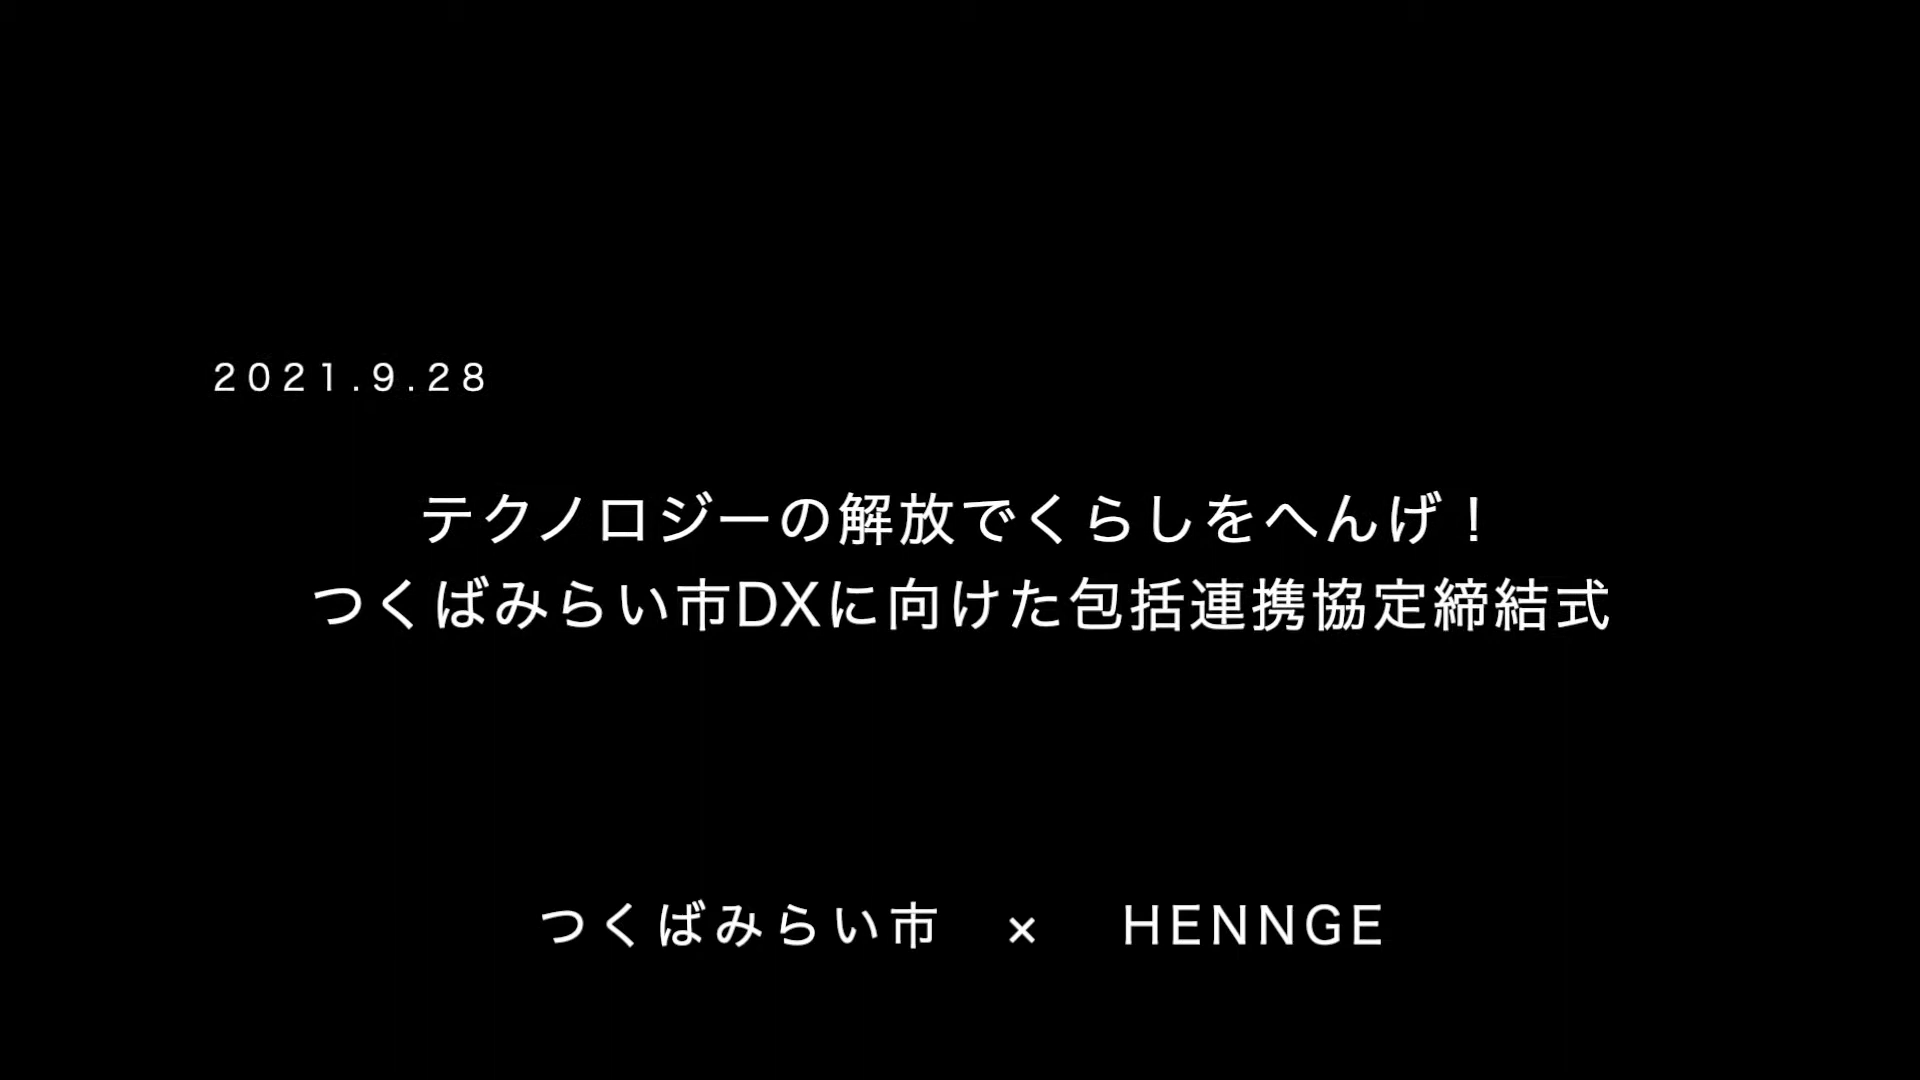 2021.9.28
テクノロジーの解放でくらしをへんげ！
つくばみらい市DXに向けた包括連携協定締結式
つくばみらい市　×　HENNGE